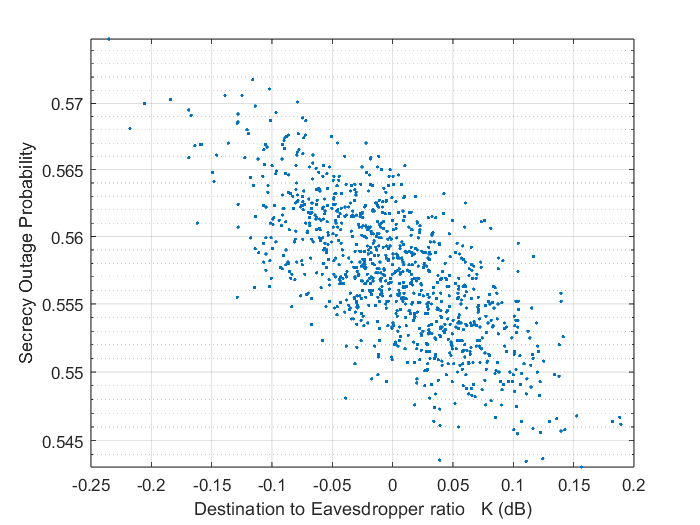 0.57
0.565
0.56
0.555
0.55
0.545
Secrecy Outage Probability
-0.25 -0.2 -0.15 -0.1 -0.05 0 0.05 0.1 0.15 0.2
Destination to Eavesdropper ratio K (dB)